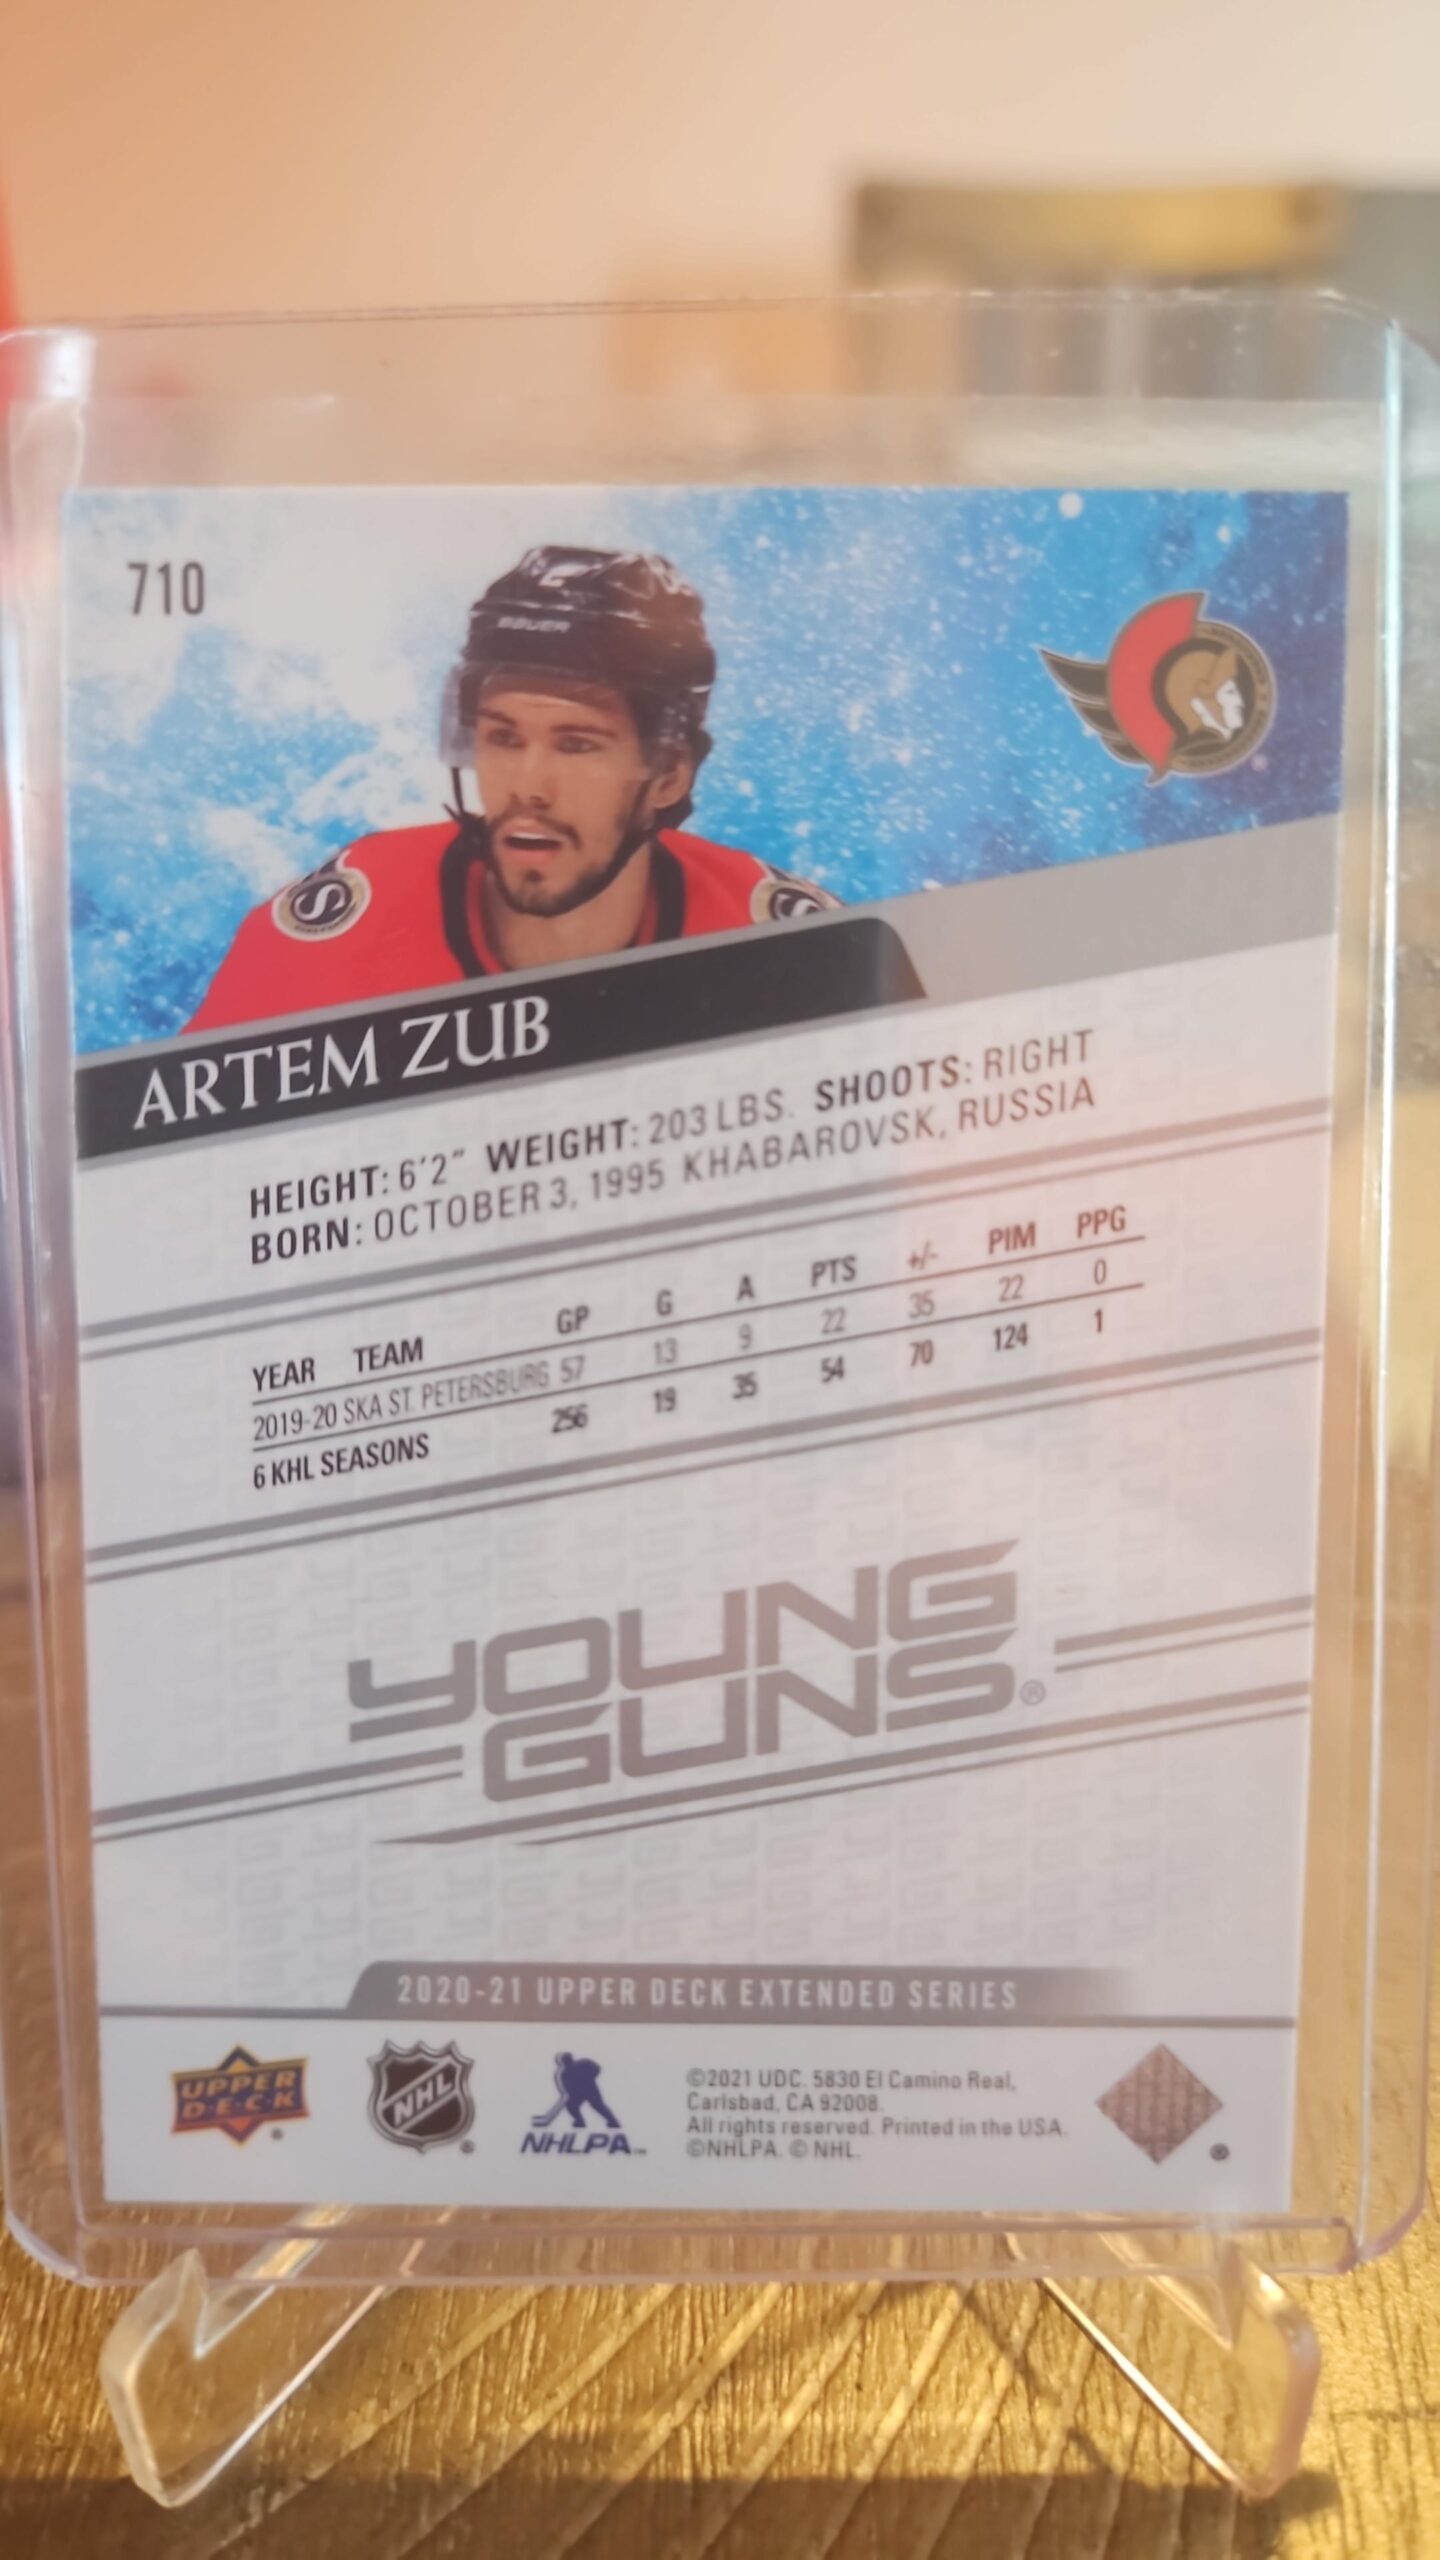 710
BAUER
ARTEM ZUB
HEIGHT: 6'2" WEIGHT: 203 LBS. SHOOTS: RIGHT
BORN: OCTOBER 3, 1995 KHABAROVSK, RUSSIA
YEAR TEAM GP G A PTS +/- PIM PPG
2019-20 SKA ST. PETERSBURG 57 13 9 22 35 22 0
6 KHL SEASONS 256 19 35 54 70 124 1
YOUNG
GUNS®
2020-21 UPPER DECK EXTENDED SERIES
UPPER
D·E·C·K
NHL
NHLPA™
©2021 UDC. 5830 El Camino Real,
Carlsbad, CA 92008.
All rights reserved. Printed in the USA.
©NHLPA. © NHL.